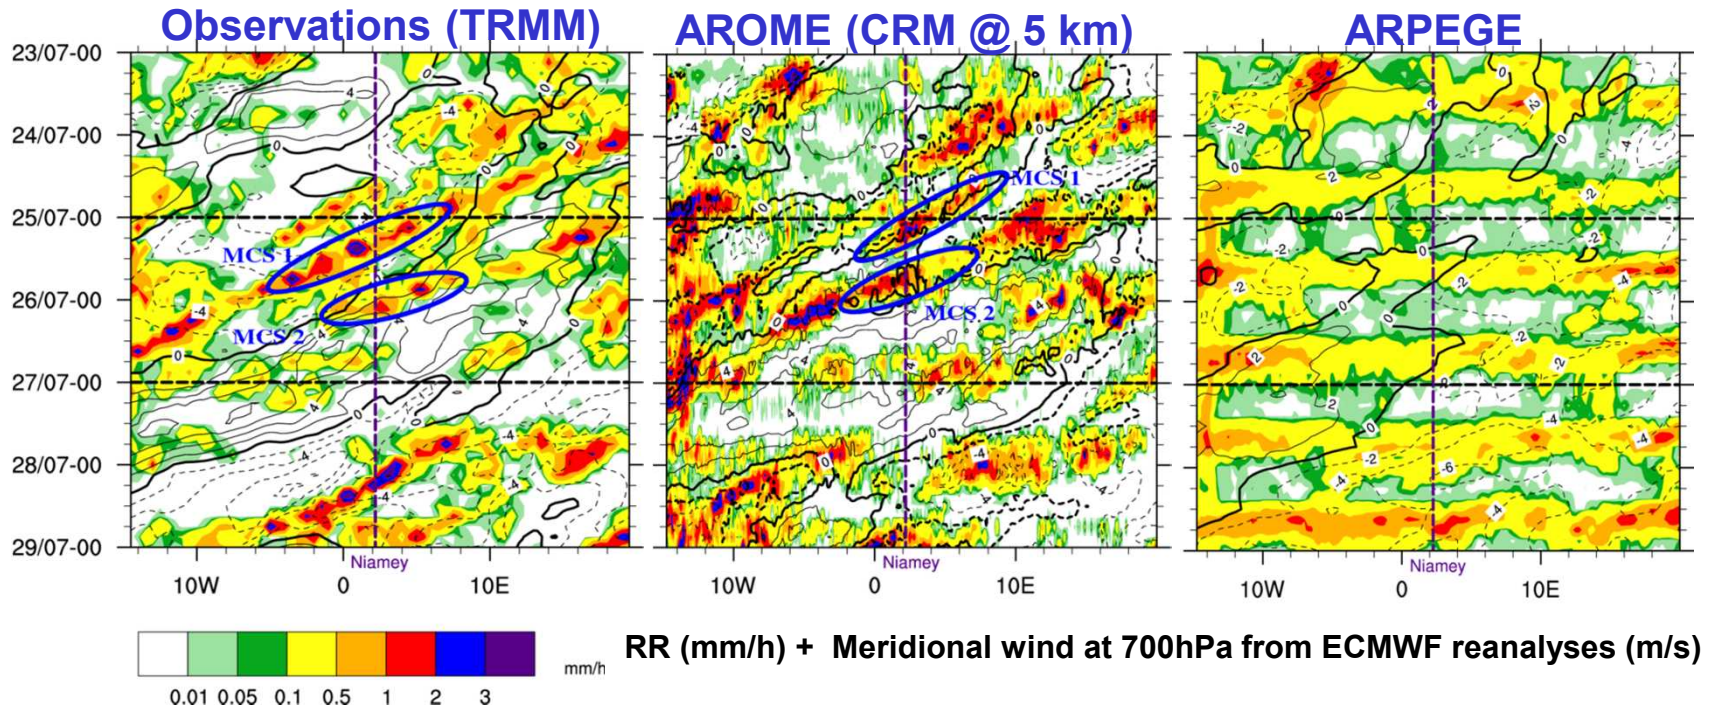 Observations (TRMM)
AROME (CRM @ 5 km)
ARPEGE
23/07-00
24/07-00
25/07-00
26/07-00
27/07-00
28/07-00
29/07-00
MCS 1
MCS 2
MCS 1
MCS 2
Niamey
Niamey
Niamey
10W 0 10E
10W 0 10E
10W 0 10E
RR (mm/h) + Meridional wind at 700hPa from ECMWF reanalyses (m/s)
mm/h
0.01 0.05 0.1 0.5 1 2 3